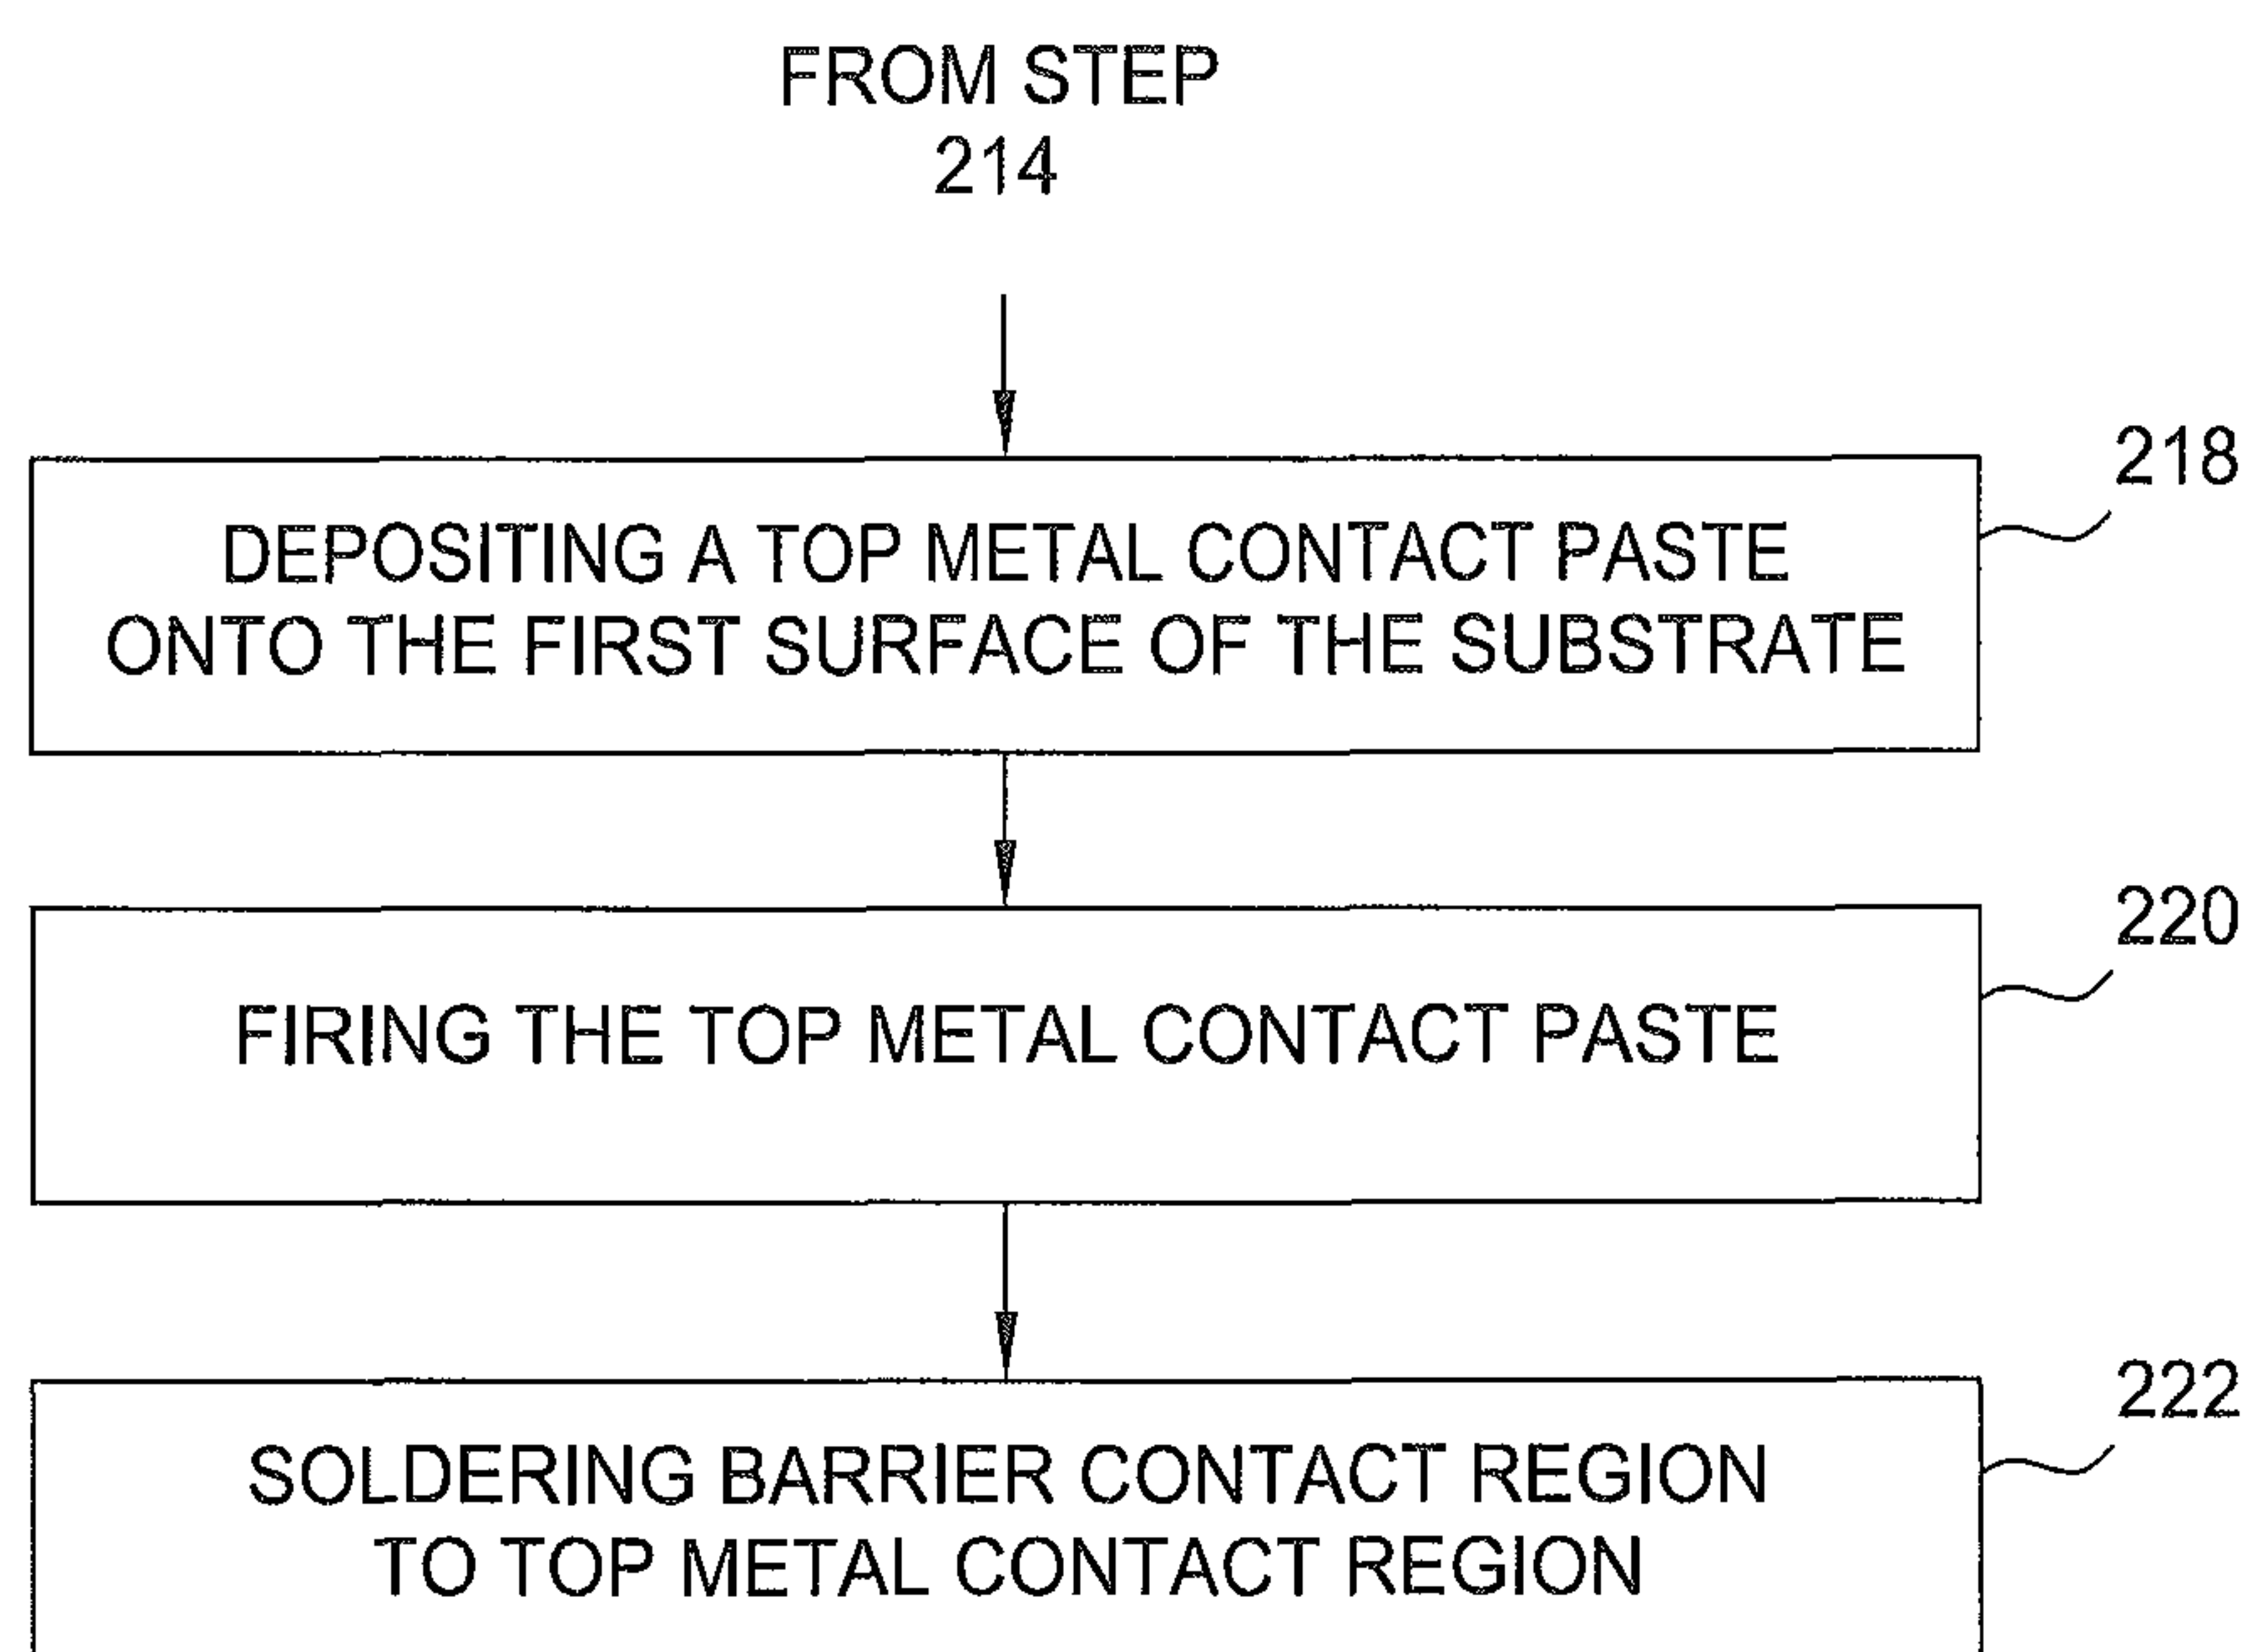 FROM STEP
214
218
DEPOSITING A TOP METAL CONTACT PASTE
ONTO THE FIRST SURFACE OF THE SUBSTRATE
220
FIRING THE TOP METAL CONTACT PASTE
222
SOLDERING BARRIER CONTACT REGION
TO TOP METAL CONTACT REGION